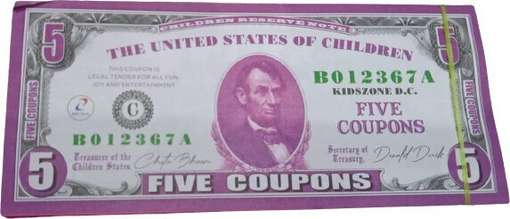 CHILDREN RESERVE NOTE
THE UNITED STATES OF CHILDREN
5
5
THIS COUPON IS
LEGAL TENDER FOR ALL FUN,
JOY AND ENTERTAINMENT
B012367A
KIDSZONE D.C.
FIVE
COUPONS
C
B012367A
FIVE COUPONS
FIVE COUPONS
Treasurer of the
Children States.
Secretary of
Treasury,
Donald Duck
5
FIVE COUPONS
5